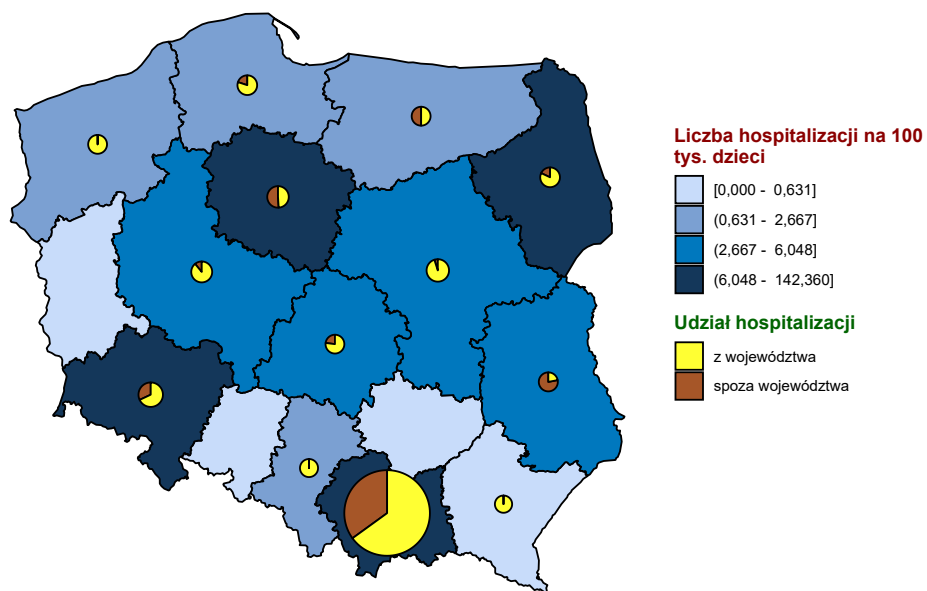 Liczba hospitalizacji na 100
tys. dzieci
[0,000 - 0,631]
(0,631 - 2,667]
(2,667 - 6,048]
(6,048 - 142,360]
Udział hospitalizacji
z województwa
spoza województwa